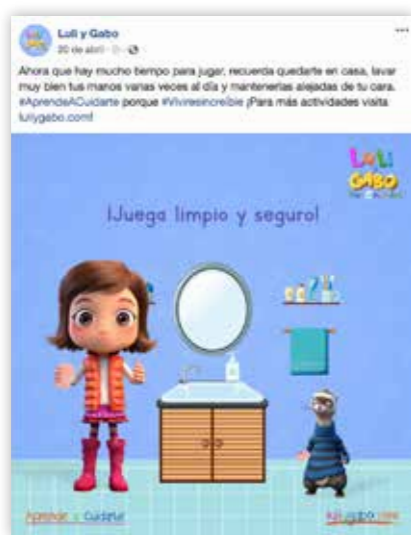 Luli y Gabo
20 de abril
Ahora que hay mucho tiempo para jugar, recuerda quedarte en casa, lavar
muy bien tus manos varias veces al día y mantenerlas alejadas de tu cara.
#AprendeACuidarte porque #Viviresincreíble ¡Para más actividades visita
luliygabo.com!
LULI
GABO
¡Juega limpio y seguro!
Aprende a Cuidarte
luliygabo.com